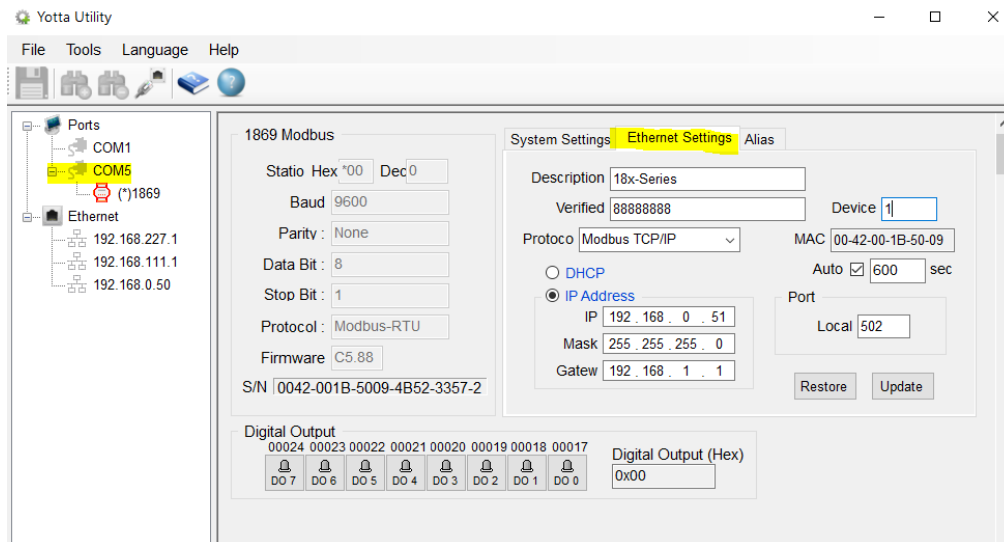 Yotta Utility
File Tools Language Help
Ports
COM1
COM5
(*)1869
Ethernet
192.168.227.1
192.168.111.1
192.168.0.50
1869 Modbus
Statio Hex *00 Dec 0
Baud 9600
Parity : None
Data Bit : 8
Stop Bit : 1
Protocol : Modbus-RTU
Firmware C5.88
S/N 0042-001B-5009-4B52-3357-2
System Settings Ethernet Settings Alias
Description 18x-Series
Verified 88888888 Device 1
Protoco Modbus TCP/IP MAC 00-42-00-1B-50-09
DHCP Auto 600 sec
IP Address Port
IP 192 . 168 . 0 . 51 Local 502
Mask 255 . 255 . 255 . 0
Gatew 192 . 168 . 1 . 1
Restore Update
Digital Output
00024 00023 00022 00021 00020 00019 00018 00017
DO 7 DO 6 DO 5 DO 4 DO 3 DO 2 DO 1 DO 0
Digital Output (Hex)
0x00